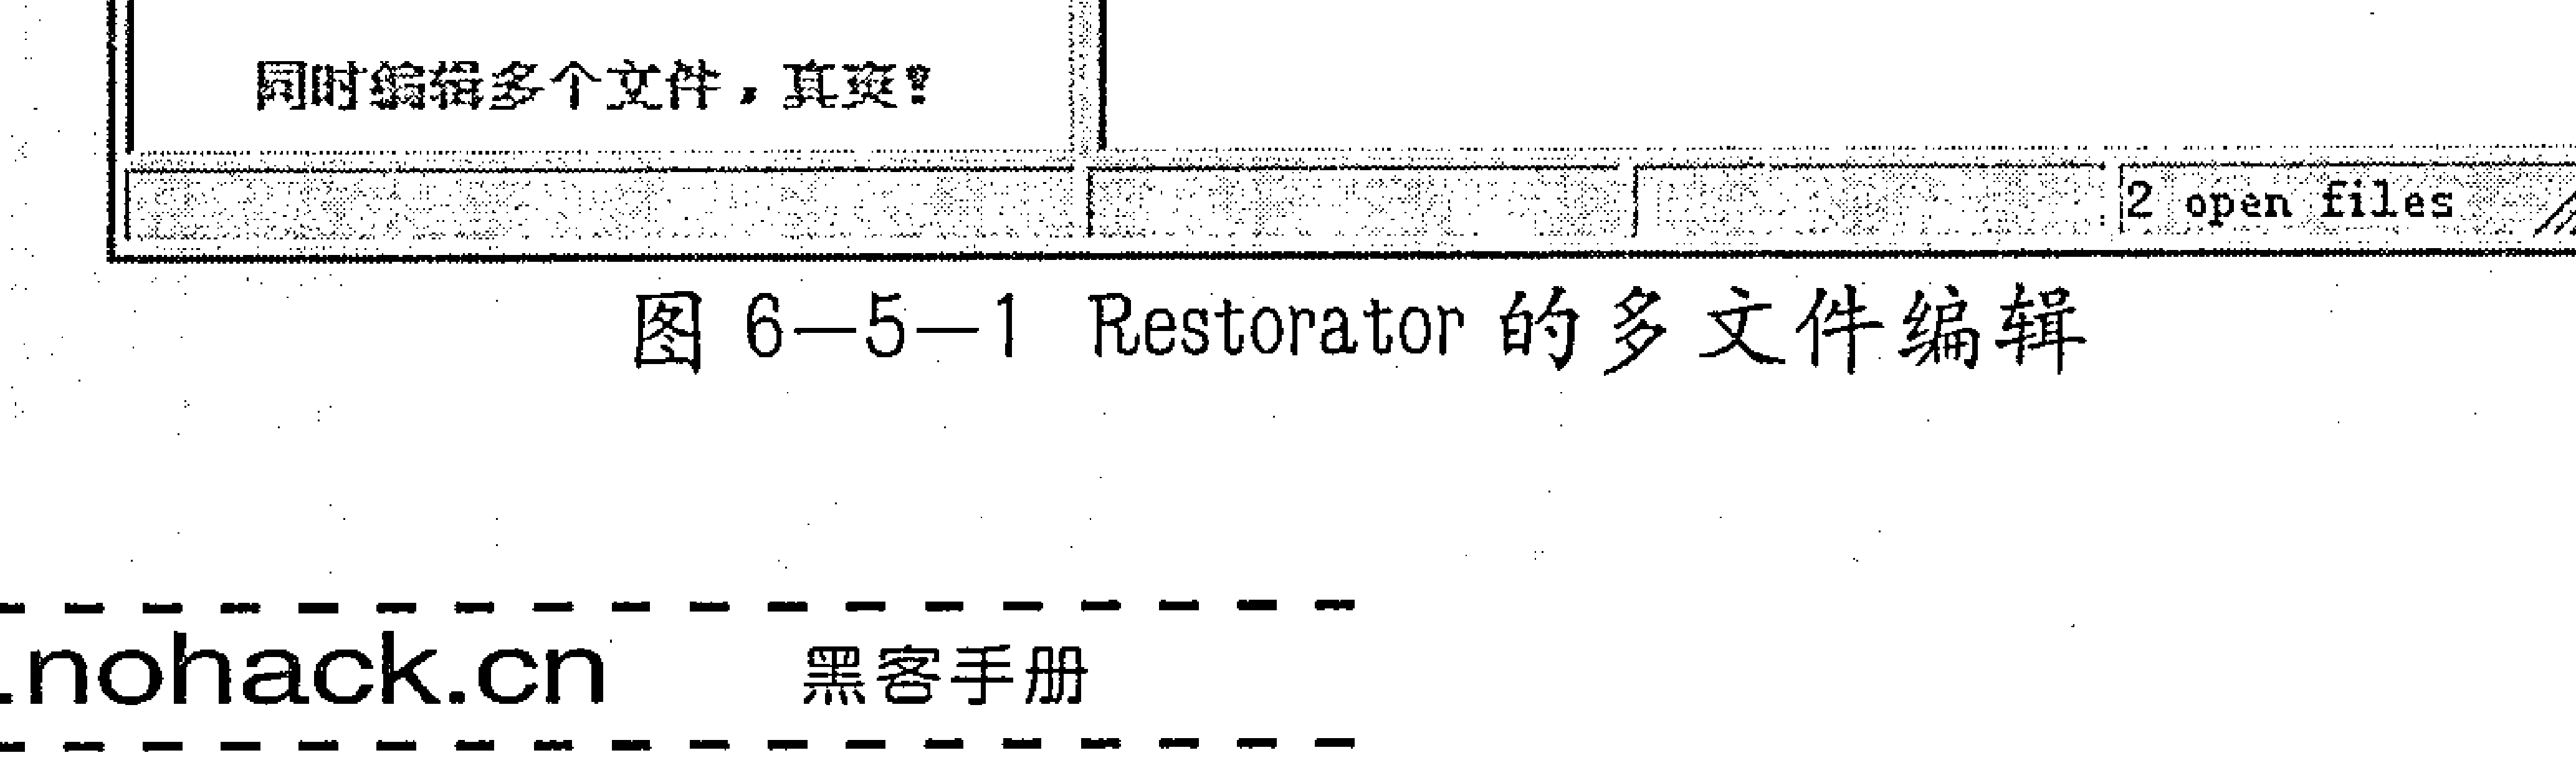 同时编辑多个文件，真爽！
2 open files
图 6-5-1 Restorator 的多文件编辑
.nohack.cn 黑客手册